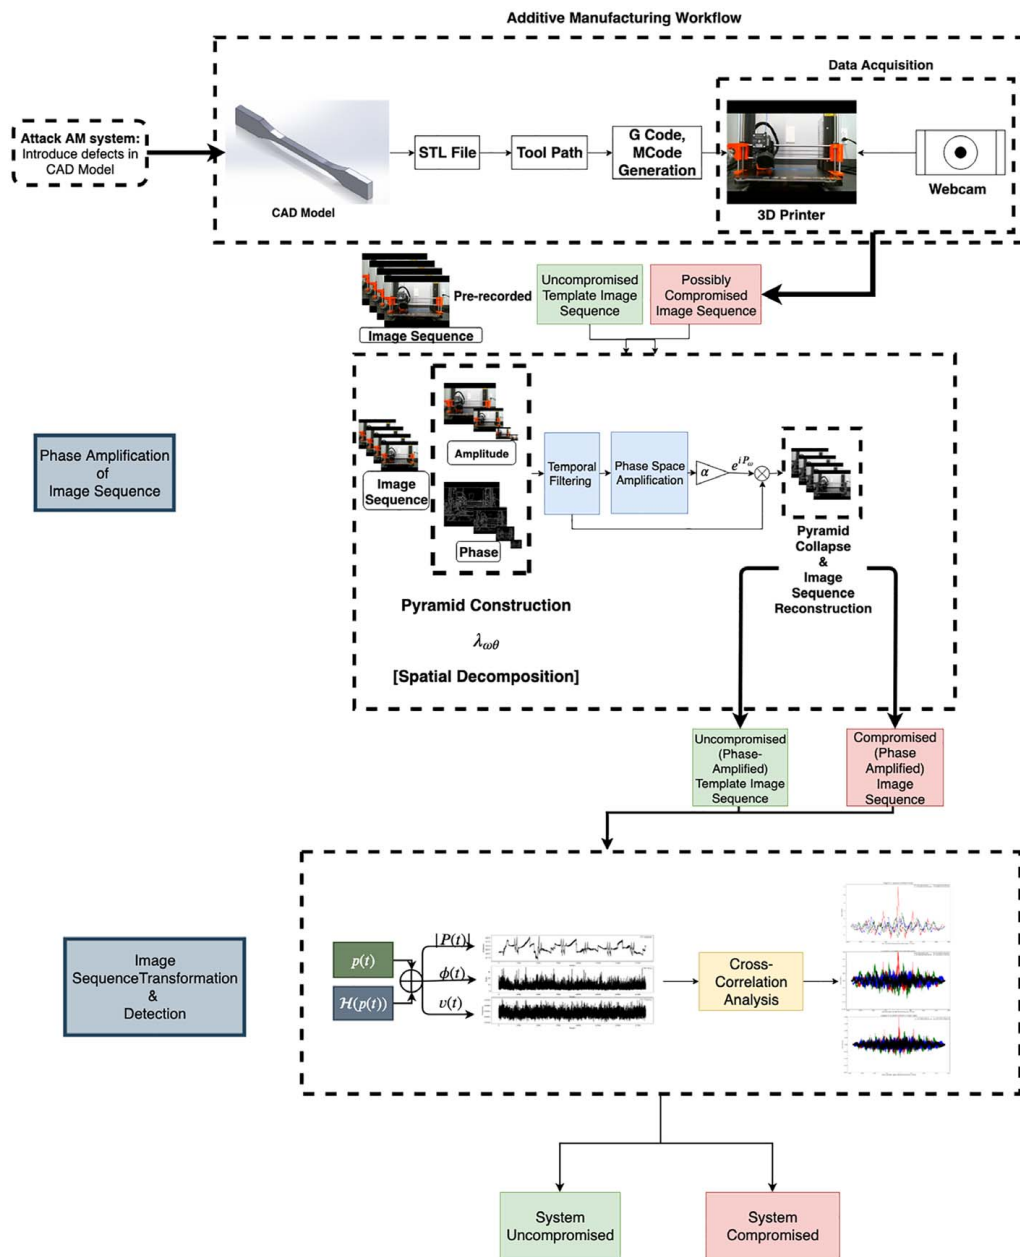 Additive Manufacturing Workflow
Data Acquisition
Attack AM system:
Introduce defects in
CAD Model
CAD Model
STL File
Tool Path
G Code,
MCode
Generation
3D Printer
Webcam
Image Sequence
Pre-recorded
Uncompromised
Template Image
Sequence
Possibly
Compromised
Image Sequence
Phase Amplification
of
Image Sequence
Image
Sequence
Amplitude
Phase
Temporal
Filtering
Phase Space
Amplification
α
e^{iP_ω}
Pyramid
Collapse
&
Image
Sequence
Reconstruction
Pyramid Construction
λ_{ωθ}
[Spatial Decomposition]
Uncompromised
(Phase-
Amplified)
Template Image
Sequence
Compromised
(Phase
Amplified)
Image
Sequence
Image
SequenceTransformation
&
Detection
p(t)
ℋ(p(t))
|P(t)|
ϕ(t)
υ(t)
Cross-
Correlation
Analysis
System
Uncompromised
System
Compromised